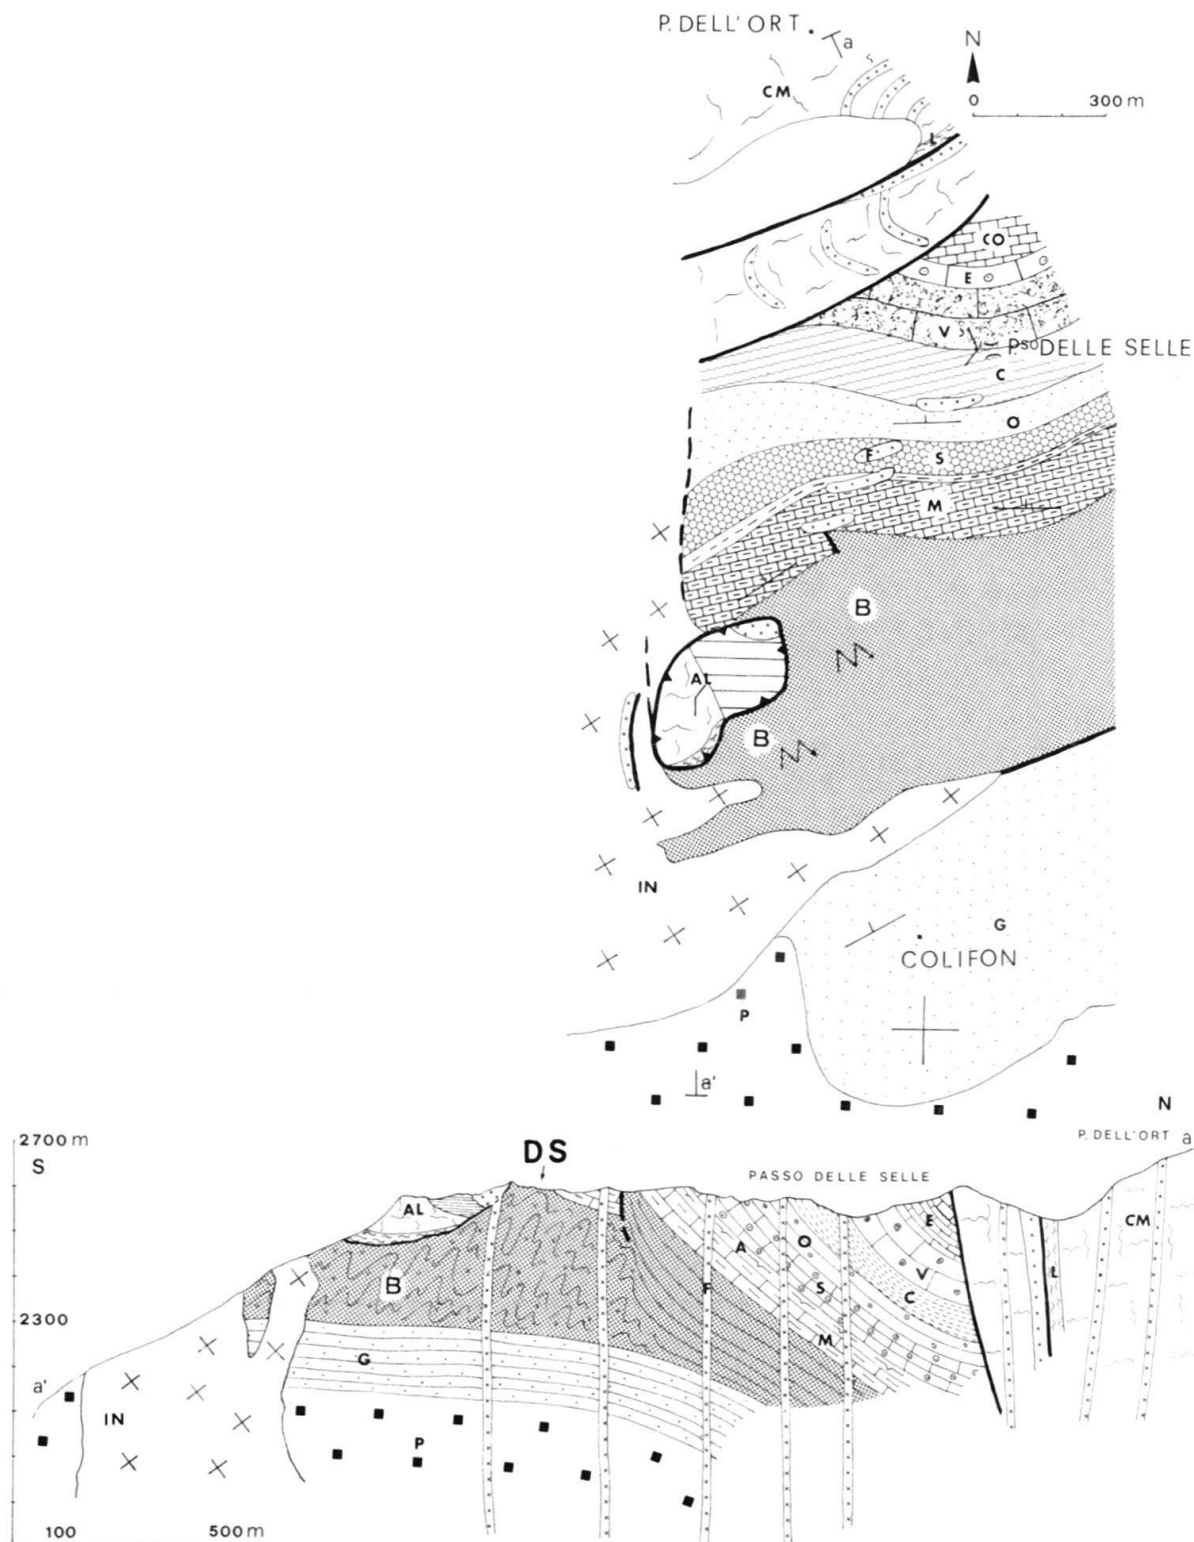 P. DELL'ORT.
a
N
CM
0 300 m
L
CO
E
V
Pso DELLE SELLE
C
O
F S
M
B
AL
B
IN
G
COLIFON
P
a'
N
2700 m
P. DELL'ORT a
S
DS
PASSO DELLE SELLE
AL
E
CM
A O
V L
B
F S C
2300
M
G
a'
IN
P
100 500 m